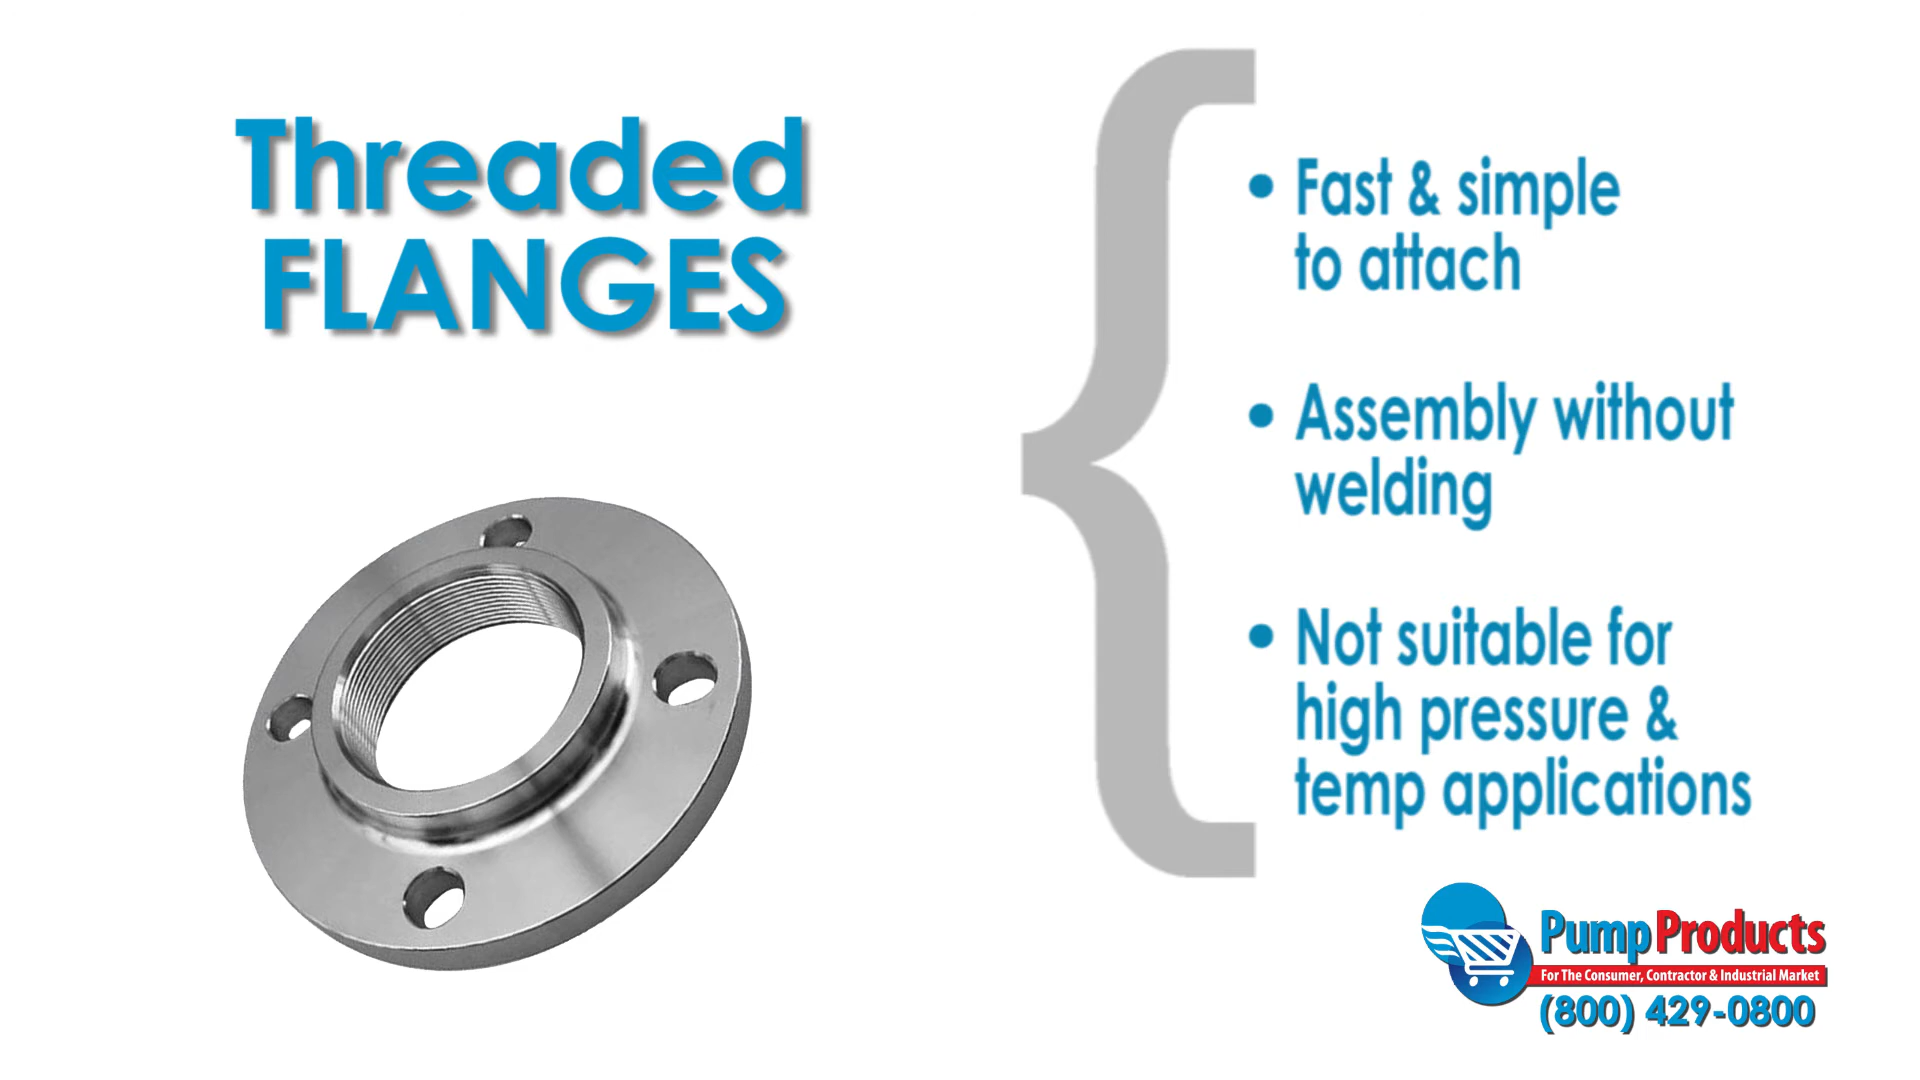 Threaded
FLANGES
• Fast & simple
to attach
• Assembly without
welding
• Not suitable for
high pressure &
temp applications
PumpProducts
For The Consumer, Contractor & Industrial Market
(800) 429-0800